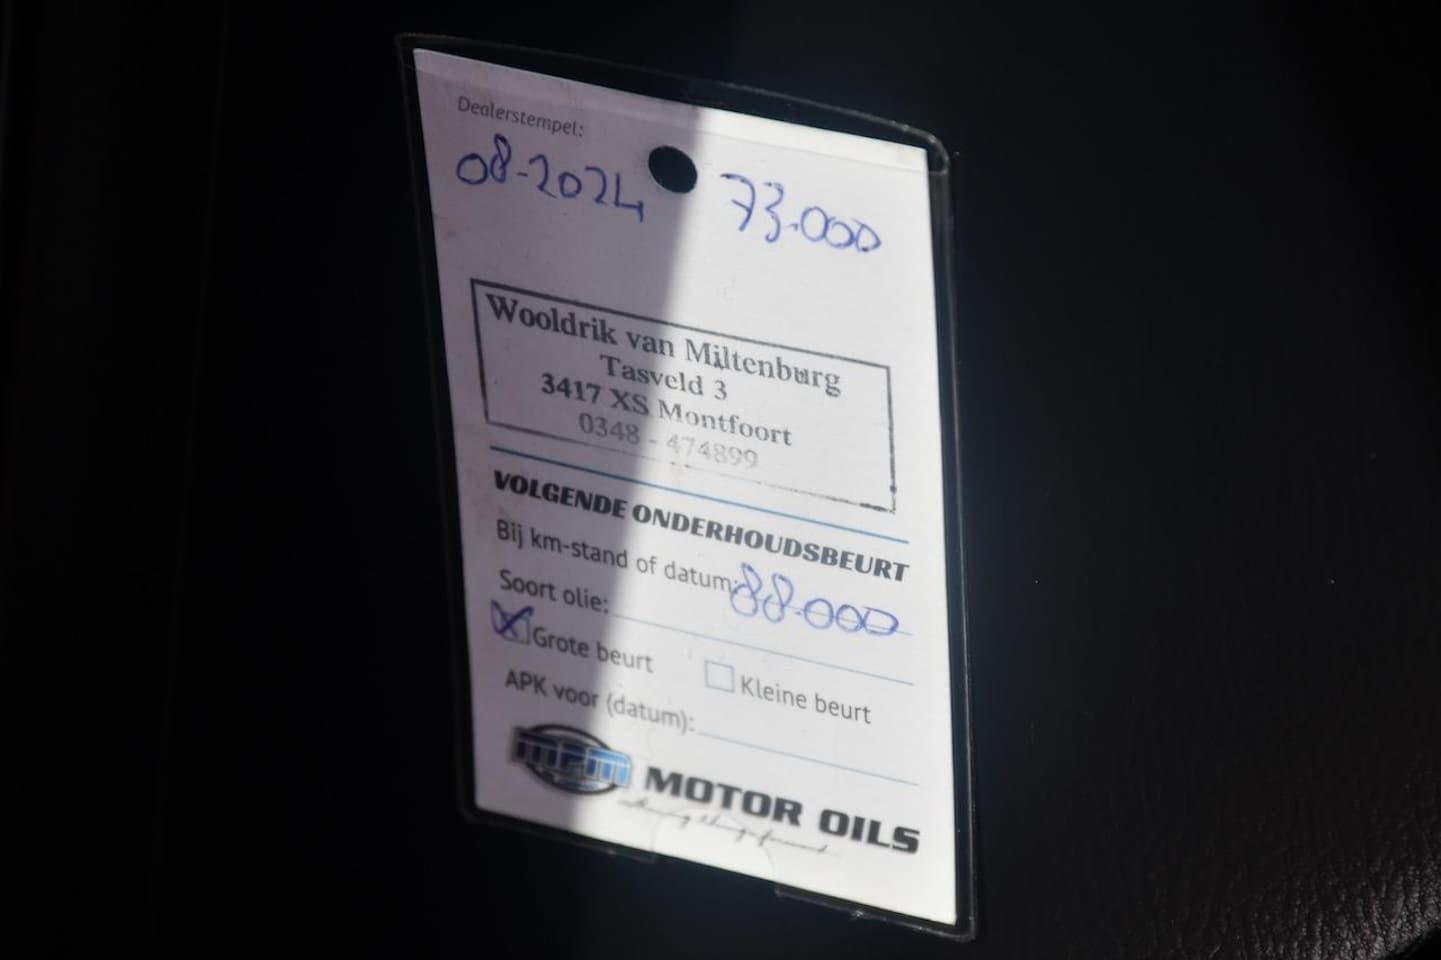 Dealerstempel:
08-2024 73.000
Wooldrik van Miltenburg
Tasveld 3
3417 XS Montfoort
0348 - 474899
VOLGENDE ONDERHOUDSBEURT
Bij km-stand of datum: 88.000
Soort olie:
Grote beurt Kleine beurt
APK voor (datum):
MPM MOTOR OILS